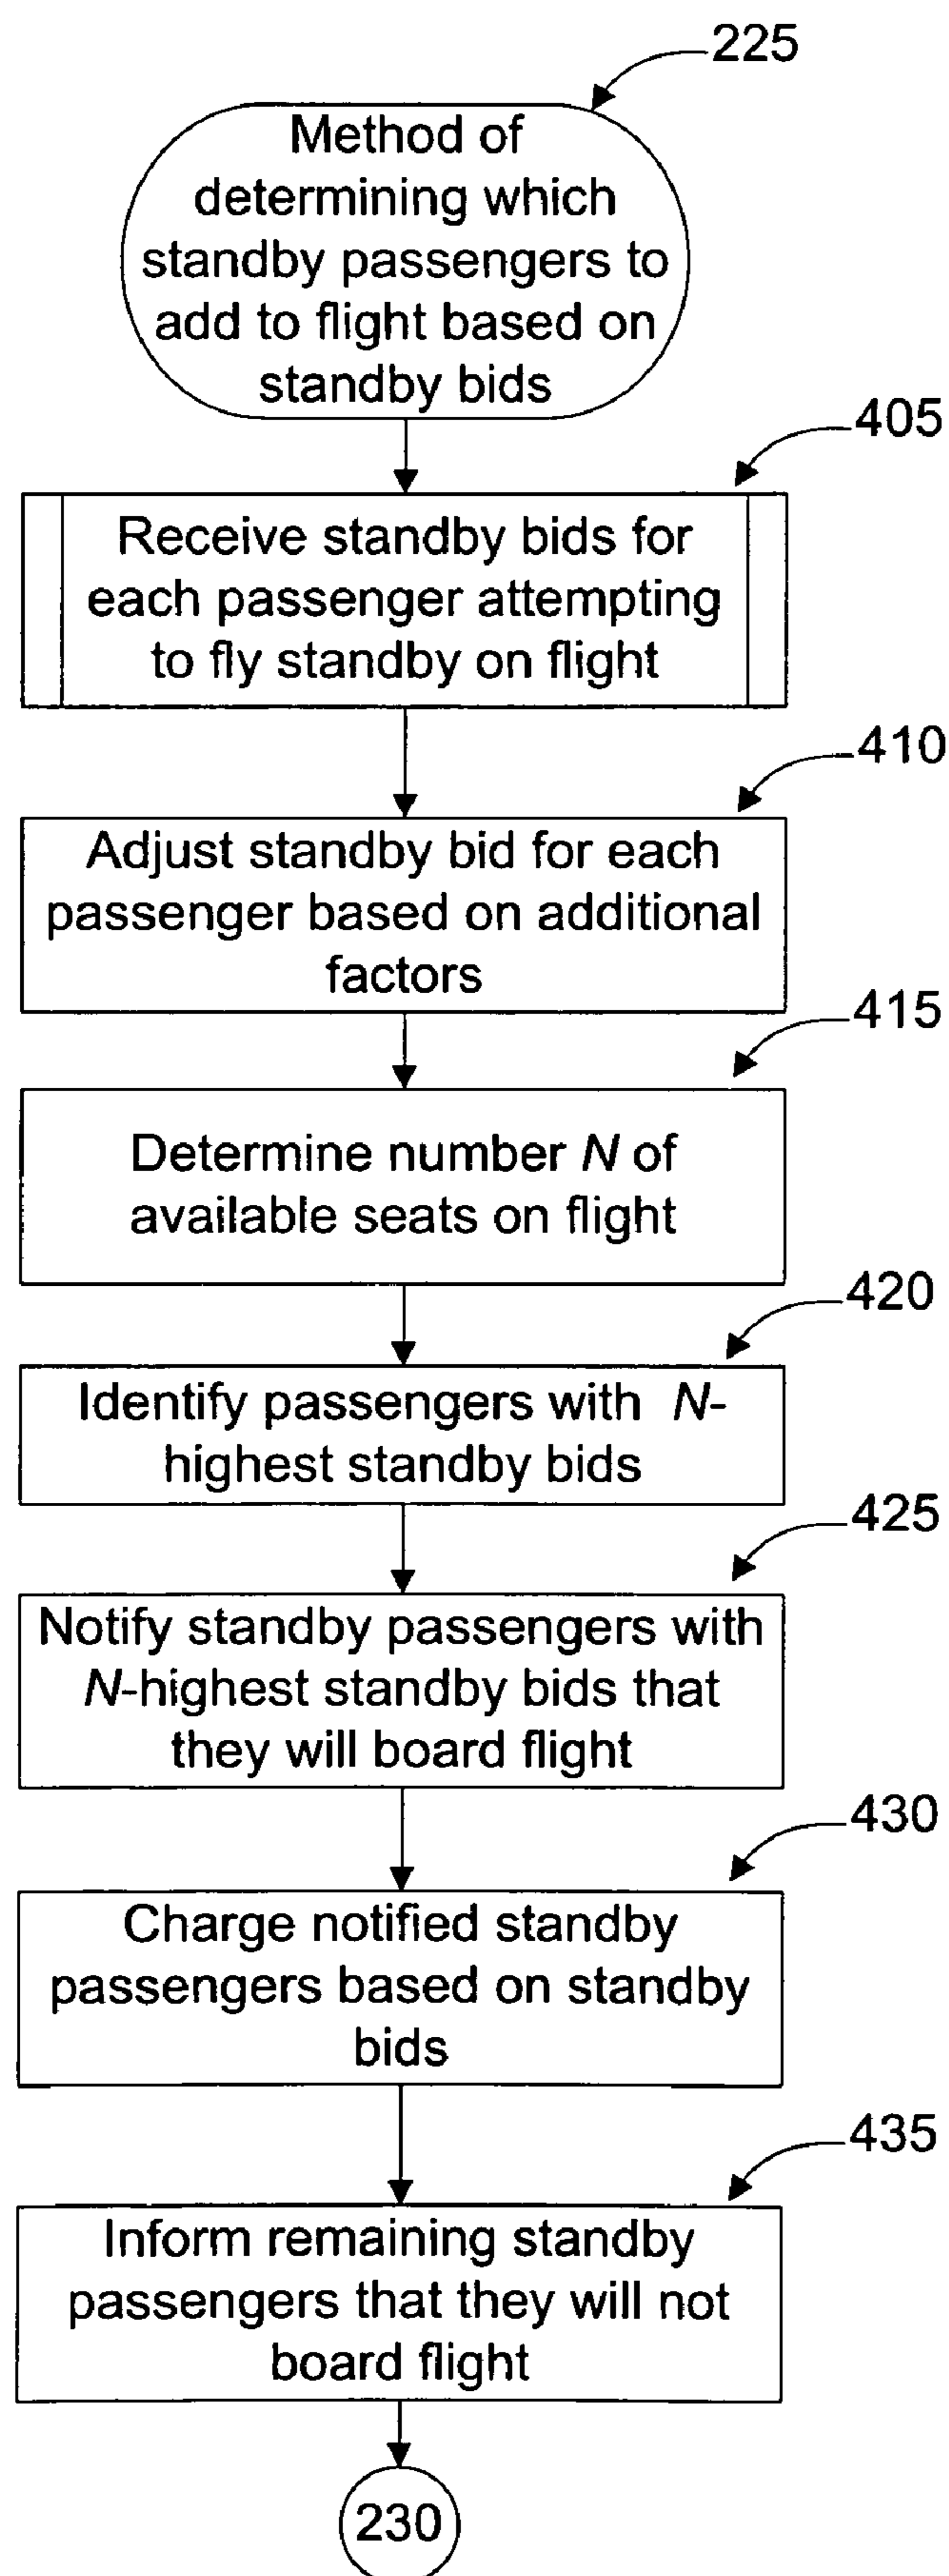 225
Method of
determining which
standby passengers to
add to flight based on
standby bids
405
Receive standby bids for
each passenger attempting
to fly standby on flight
410
Adjust standby bid for each
passenger based on additional
factors
415
Determine number N of
available seats on flight
420
Identify passengers with N-
highest standby bids
425
Notify standby passengers with
N-highest standby bids that
they will board flight
430
Charge notified standby
passengers based on standby
bids
435
Inform remaining standby
passengers that they will not
board flight
230